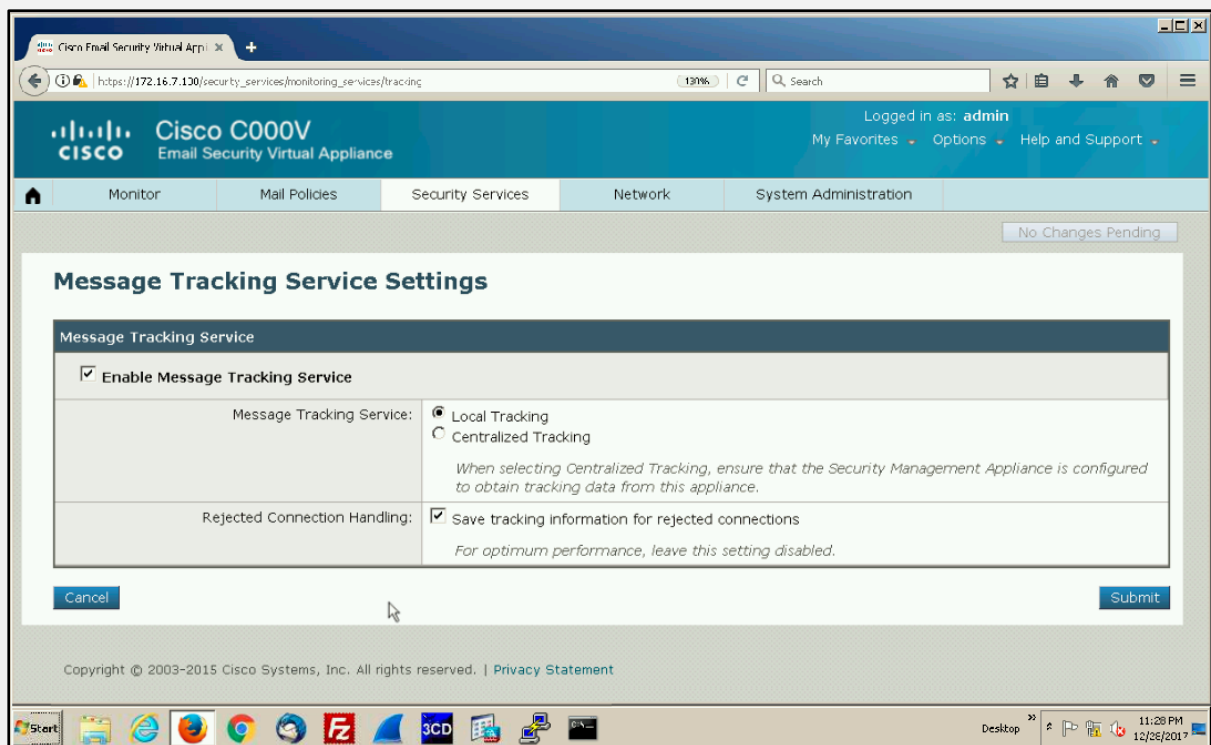 Cisco Email Security Virtual Appli
https://172.16.7.100/security_services/monitoring_services/tracking
130%
Search
CISCO
Cisco C000V
Email Security Virtual Appliance
Logged in as: admin
My Favorites Options Help and Support
Monitor Mail Policies Security Services Network System Administration
No Changes Pending
Message Tracking Service Settings
Message Tracking Service
Enable Message Tracking Service
Message Tracking Service:
Local Tracking
Centralized Tracking
When selecting Centralized Tracking, ensure that the Security Management Appliance is configured
to obtain tracking data from this appliance.
Rejected Connection Handling:
Save tracking information for rejected connections
For optimum performance, leave this setting disabled.
Cancel
Submit
Copyright © 2003-2015 Cisco Systems, Inc. All rights reserved. | Privacy Statement
Start
3CD
Desktop
11:28 PM
12/28/2017